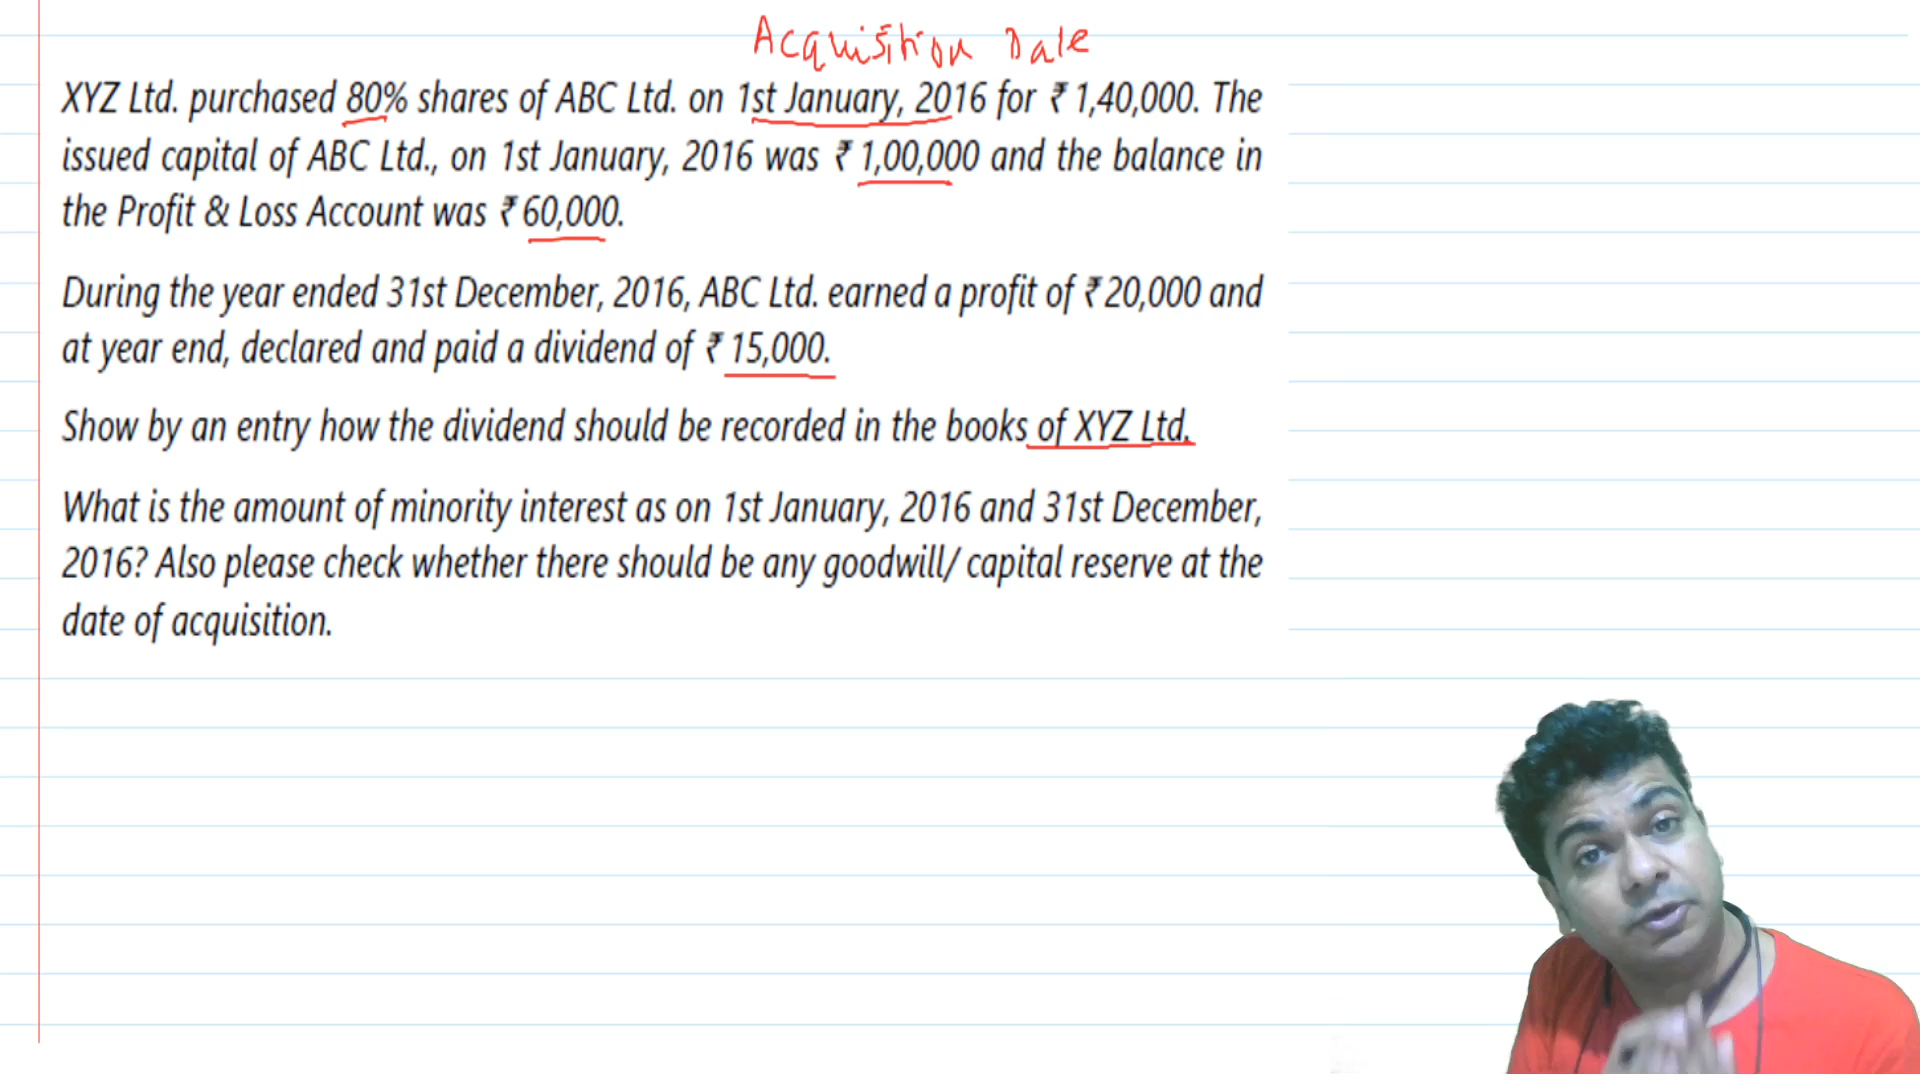 Acquisition Date
XYZ Ltd. purchased 80% shares of ABC Ltd. on 1st January, 2016 for ₹ 1,40,000. The
issued capital of ABC Ltd., on 1st January, 2016 was ₹ 1,00,000 and the balance in
the Profit & Loss Account was ₹ 60,000.
During the year ended 31st December, 2016, ABC Ltd. earned a profit of ₹ 20,000 and
at year end, declared and paid a dividend of ₹ 15,000.
Show by an entry how the dividend should be recorded in the books of XYZ Ltd.
What is the amount of minority interest as on 1st January, 2016 and 31st December,
2016? Also please check whether there should be any goodwill/ capital reserve at the
date of acquisition.